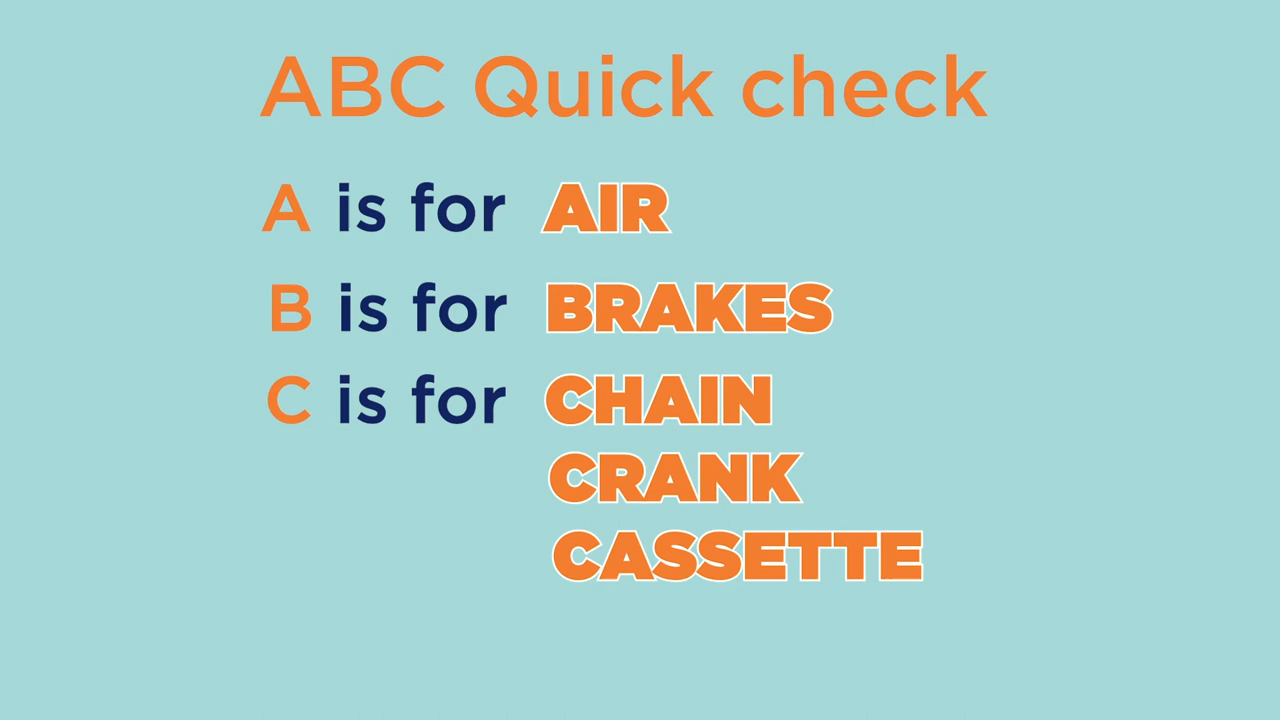 ABC Quick check
A is for AIR
B is for BRAKES
C is for CHAIN
CRANK
CASSETTE